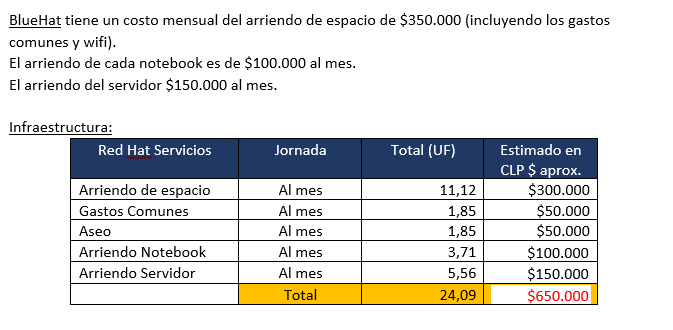 BlueHat tiene un costo mensual del arriendo de espacio de $350.000 (incluyendo los gastos
comunes y wifi).
El arriendo de cada notebook es de $100.000 al mes.
El arriendo del servidor $150.000 al mes.
Infraestructura:
Red Hat Servicios Jornada Total (UF) Estimado en
CLP $ aprox.
Arriendo de espacio Al mes 11,12 $300.000
Gastos Comunes Al mes 1,85 $50.000
Aseo Al mes 1,85 $50.000
Arriendo Notebook Al mes 3,71 $100.000
Arriendo Servidor Al mes 5,56 $150.000
Total 24,09 $650.000